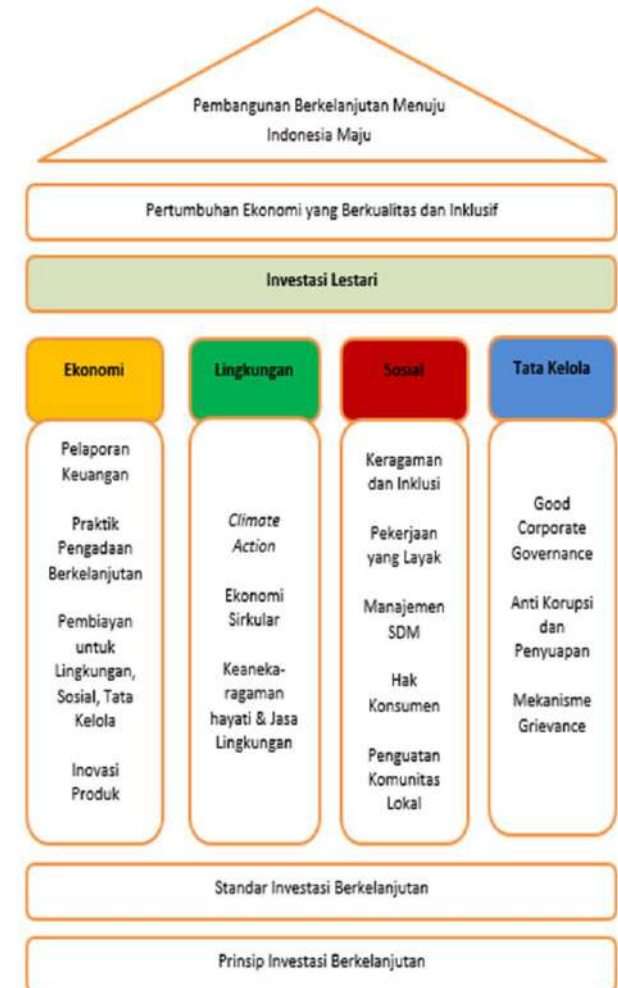 Pembangunan Berkelanjutan Menuju
Indonesia Maju
Pertumbuhan Ekonomi yang Berkualitas dan Inklusif
Investasi Lestari
Ekonomi
Pelaporan
Keuangan
Praktik
Pengadaan
Berkelanjutan
Pembiayan
untuk
Lingkungan,
Sosial, Tata
Kelola
Inovasi
Produk
Lingkungan
Climate
Action
Ekonomi
Sirkular
Keaneka-
ragaman
hayati & Jasa
Lingkungan
Sosial
Keragaman
dan Inklusi
Pekerjaan
yang Layak
Manajemen
SDM
Hak
Konsumen
Penguatan
Komunitas
Lokal
Tata Kelola
Good
Corporate
Governance
Anti Korupsi
dan
Penyuapan
Mekanisme
Grievance
Standar Investasi Berkelanjutan
Prinsip Investasi Berkelanjutan